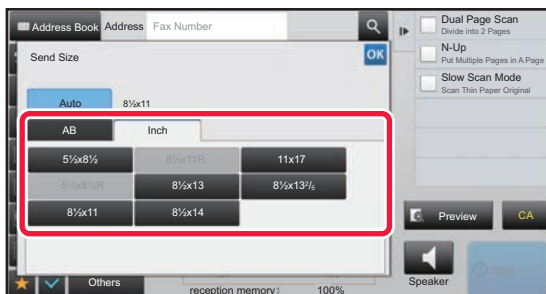 Address Book Address Fax Number
Dual Page Scan
Divide into 2 Pages
N-Up
Put Multiple Pages in A Page
Slow Scan Mode
Scan Thin Paper Original
Send Size
OK
Auto 8½x11
AB Inch
5½x8½ 8½x11R 11x17
5½x8½R 8½x13 8½x13²/₅
8½x11 8½x14
Preview CA
Others
reception memory: 100%
Speaker
Start